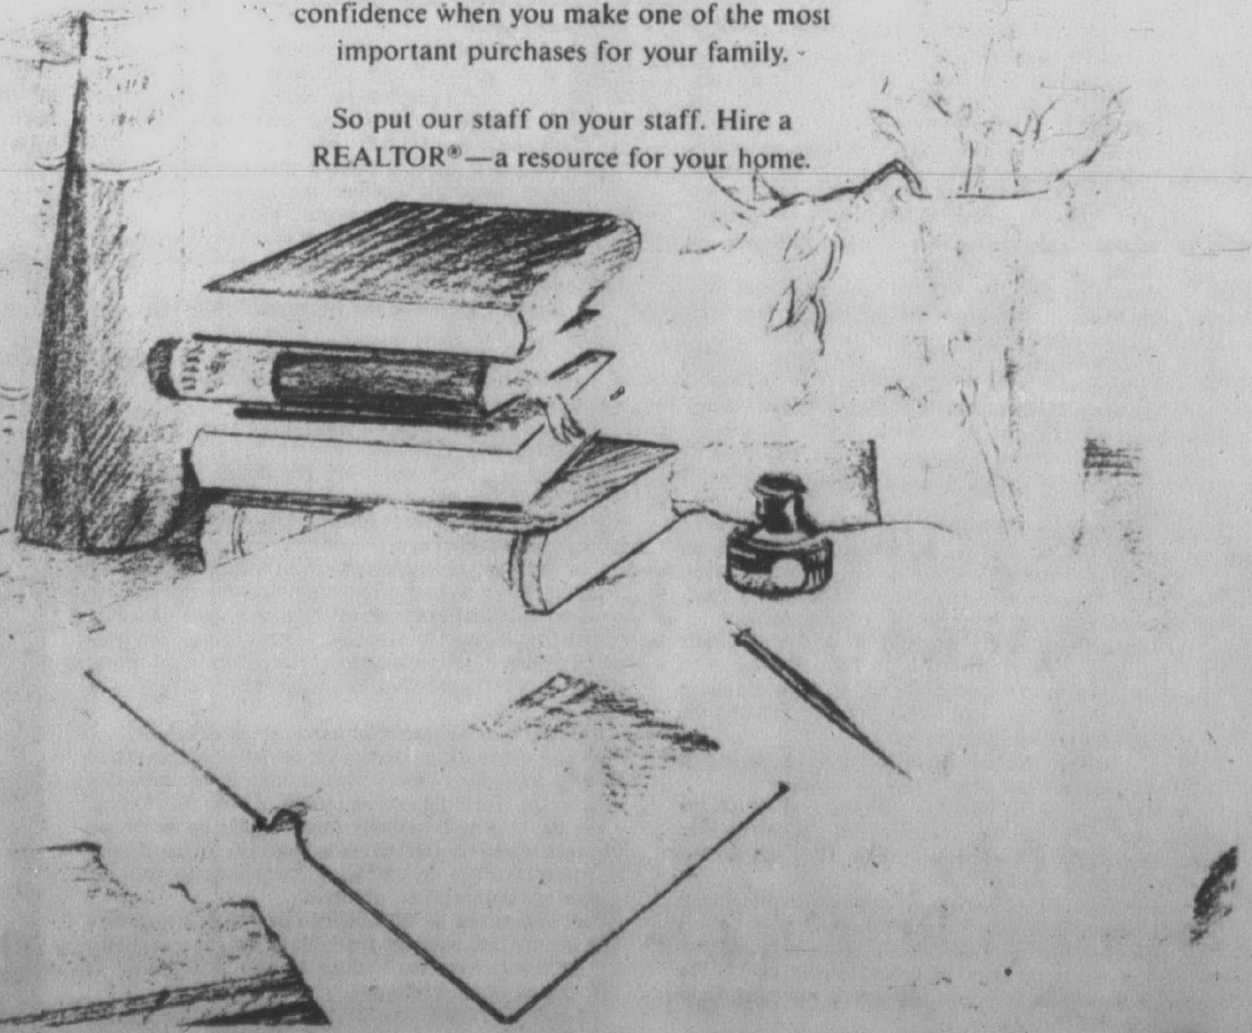 confidence when you make one of the most
important purchases for your family.
So put our staff on your staff. Hire a
REALTOR®—a resource for your home.